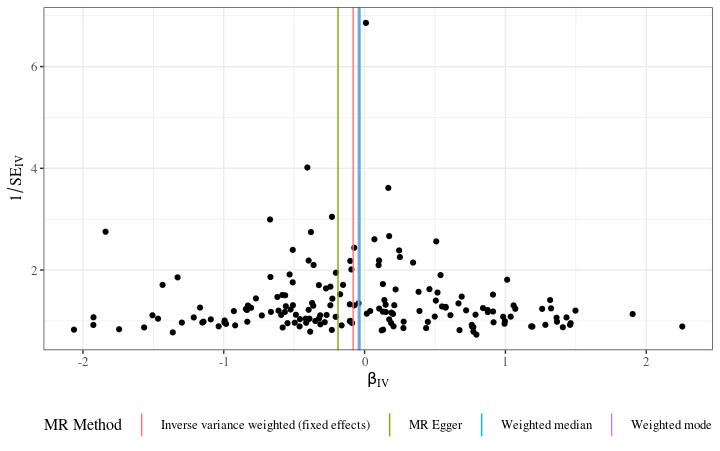 6
4
2
1/SE_IV
-2
-1
0
1
2
β_IV
MR Method
Inverse variance weighted (fixed effects)
MR Egger
Weighted median
Weighted mode